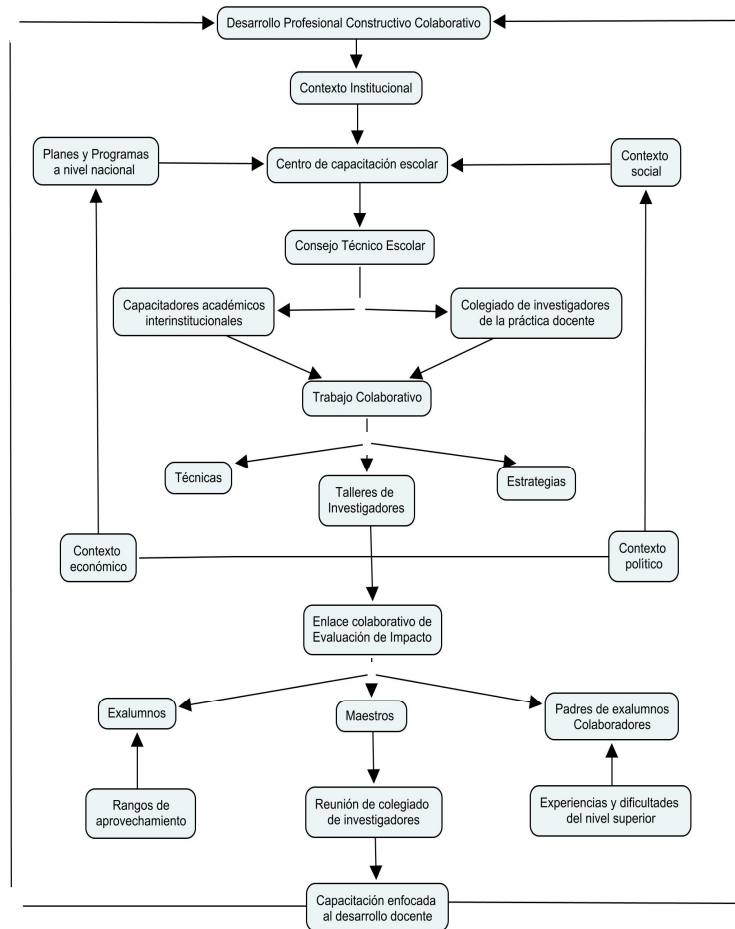 Desarrollo Profesional Constructivo Colaborativo
Contexto Institucional
Planes y Programas
a nivel nacional
Centro de capacitación escolar
Contexto
social
Consejo Técnico Escolar
Capacitadores académicos
interinstitucionales
Colegiado de investigadores
de la práctica docente
Trabajo Colaborativo
Técnicas
Talleres de
Investigadores
Estrategias
Contexto
económico
Contexto
político
Enlace colaborativo de
Evaluación de Impacto
Exalumnos
Maestros
Padres de exalumnos
Colaboradores
Rangos de
aprovechamiento
Reunión de colegiado
de investigadores
Experiencias y dificultades
del nivel superior
Capacitación enfocada
al desarrollo docente